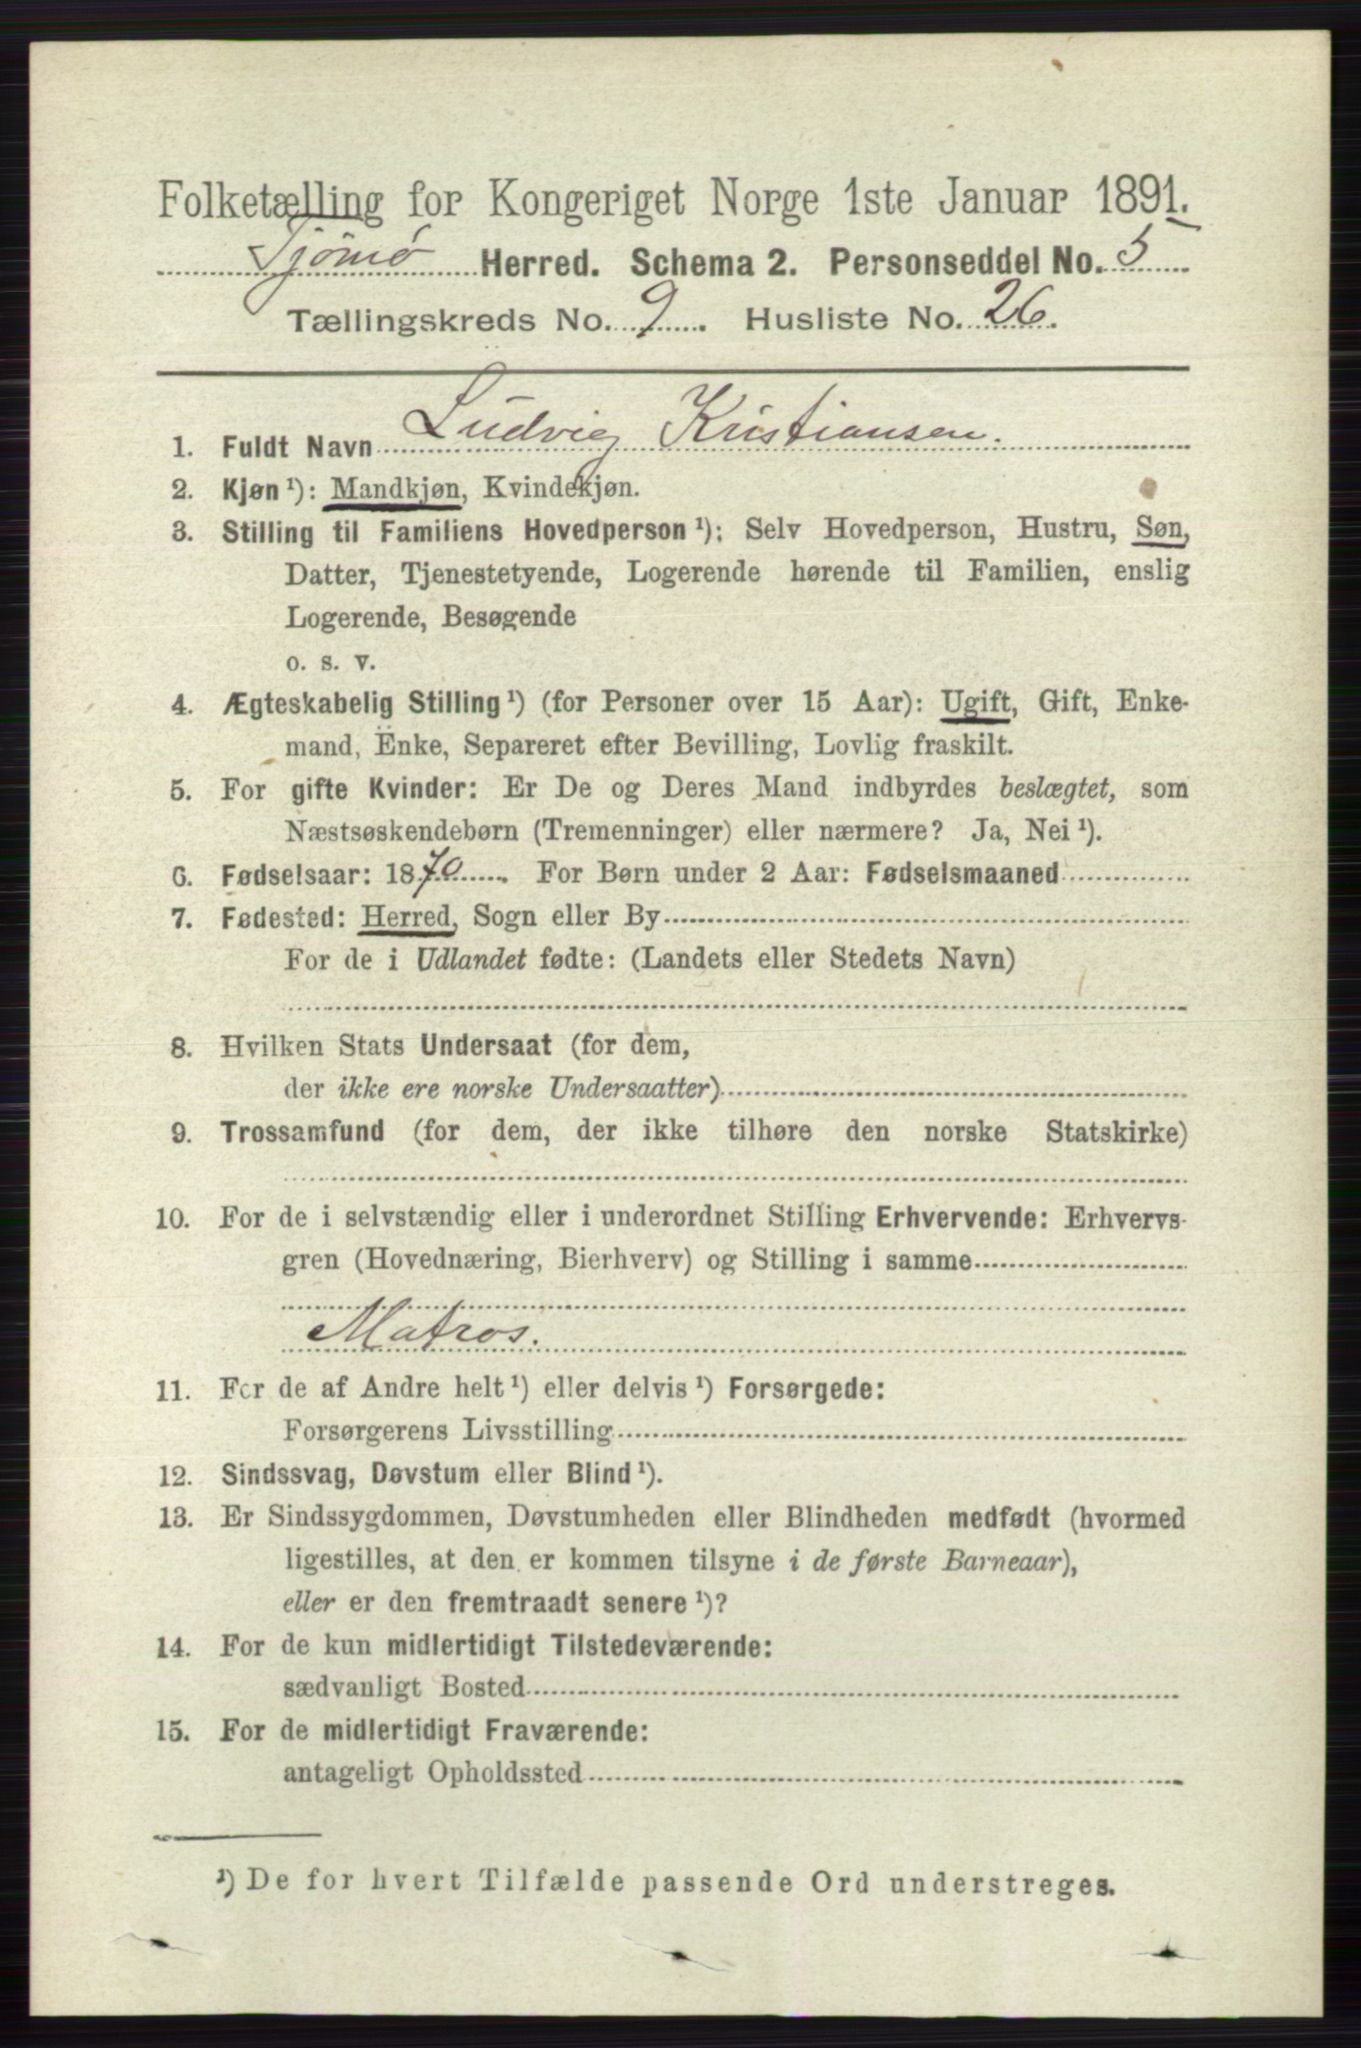 Folketælling for Kongeriget Norge 1ste Januar 1891.
Tjömö Herred. Schema 2. Personseddel No. 5
Tællingskreds No. 9. Husliste No. 26.
1. Fuldt Navn Ludvig Kristiansen.
2. Kjøn ¹): Mandkjøn, Kvindekjøn.
3. Stilling til Familiens Hovedperson ¹): Selv Hovedperson, Hustru, Søn,
Datter, Tjenestetyende, Logerende hørende til Familien, enslig
Logerende, Besøgende
o. s. v.
4. Ægteskabelig Stilling ¹) (for Personer over 15 Aar): Ugift, Gift, Enke-
mand, Enke, Separeret efter Bevilling, Lovlig fraskilt.
5. For gifte Kvinder: Er De og Deres Mand indbyrdes beslægtet, som
Næstsøskendebørn (Tremenninger) eller nærmere? Ja, Nei ¹).
6. Fødselsaar: 1870. For Børn under 2 Aar: Fødselsmaaned
7. Fødested: Herred, Sogn eller By
For de i Udlandet fødte: (Landets eller Stedets Navn)
8. Hvilken Stats Undersaat (for dem,
der ikke ere norske Undersaatter)
9. Trossamfund (for dem, der ikke tilhøre den norske Statskirke)
10. For de i selvstændig eller i underordnet Stilling Erhvervende: Erhvervs-
gren (Hovednæring, Bierhverv) og Stilling i samme
Matros.
11. For de af Andre helt ¹) eller delvis ¹) Forsørgede:
Forsørgerens Livsstilling
12. Sindssvag, Døvstum eller Blind ¹).
13. Er Sindssygdommen, Døvstumheden eller Blindheden medfødt (hvormed
ligestilles, at den er kommen tilsyne i de første Barneaar),
eller er den fremtraadt senere ¹)?
14. For de kun midlertidigt Tilstedeværende:
sædvanligt Bosted
15. For de midlertidigt Fraværende:
antageligt Opholdssted
¹) De for hvert Tilfælde passende Ord understreges.